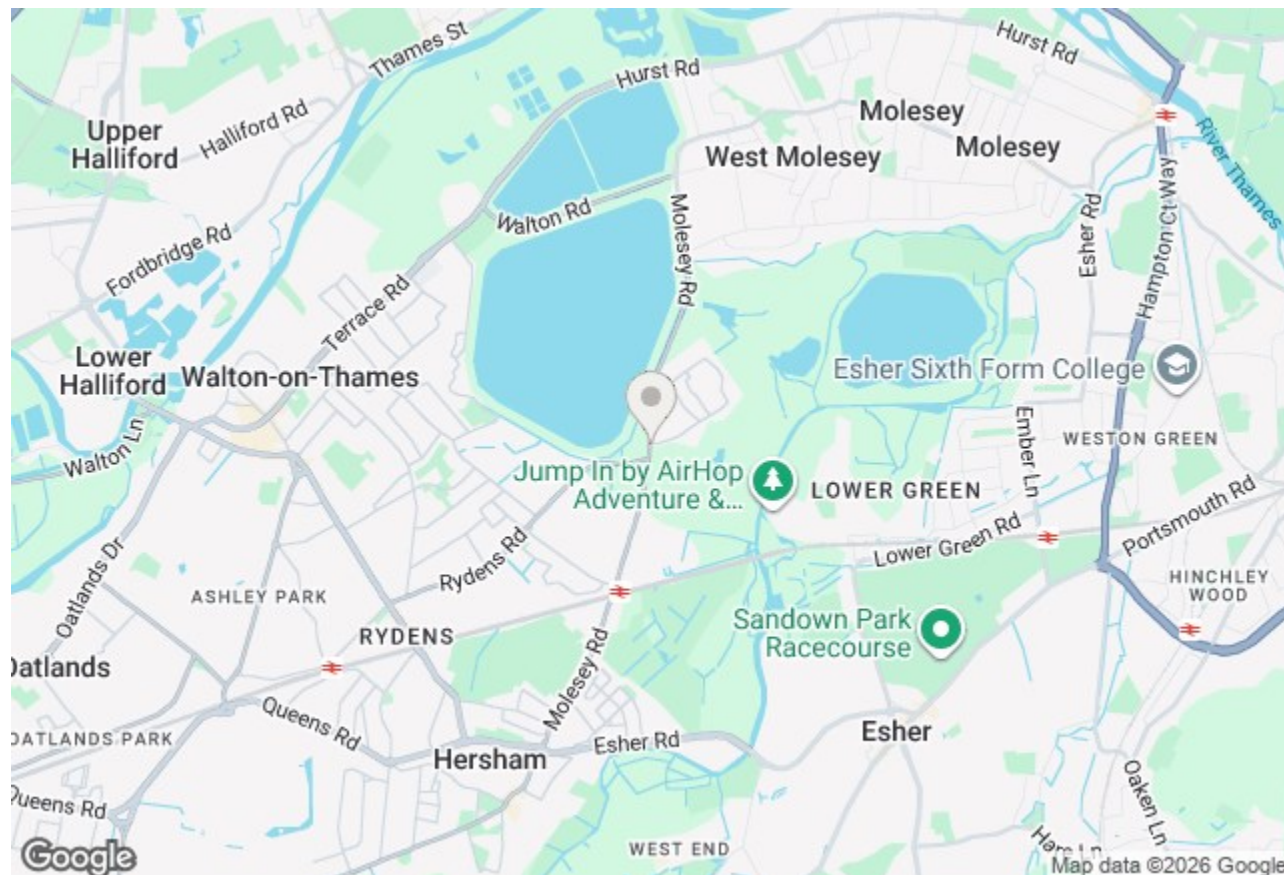 Thames St
Hurst Rd
Hurst Rd
Upper
Halliford
Halliford Rd
Molesey
West Molesey
Molesey
River Thames
Walton Rd
Molesey Rd
Esher Rd
Hampton Ct Way
Fordbridge Rd
Terrace Rd
Lower
Halliford
Walton-on-Thames
Esher Sixth Form College
Walton Ln
Ember Ln
WESTON GREEN
Jump In by AirHop
Adventure &...
LOWER GREEN
Portsmouth Rd
Rydens Rd
Lower Green Rd
Oatlands Dr
ASHLEY PARK
HINCHLEY
WOOD
RYDENS
Sandown Park
Racecourse
Oatlands
Molesey Rd
Queens Rd
Esher Rd
Esher
OATLANDS PARK
Hersham
Queens Rd
Oaken Ln
WEST END
Hare Ln
Google
Map data ©2026 Google